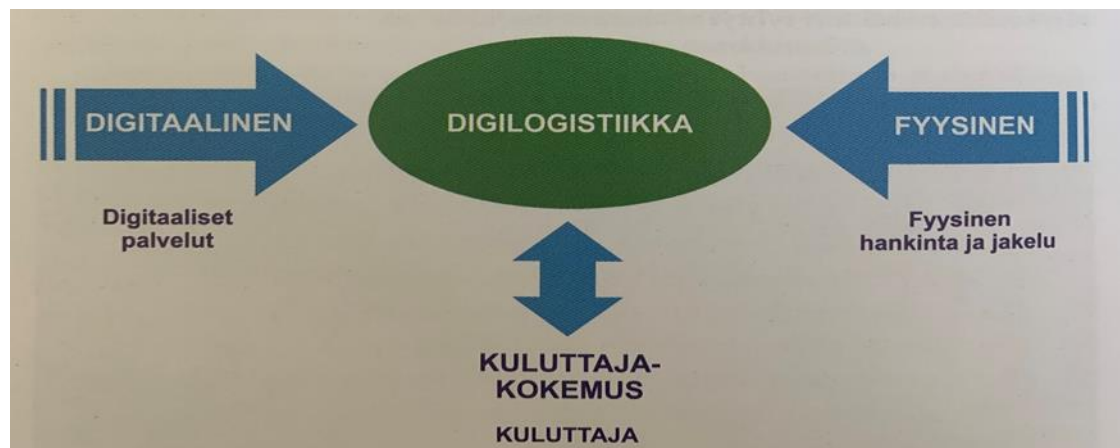 DIGITAALINEN
DIGILOGISTIIKKA
FYYSINEN
Digitaaliset
palvelut
Fyysinen
hankinta ja jakelu
KULUTTAJA-
KOKEMUS
KULUTTAJA